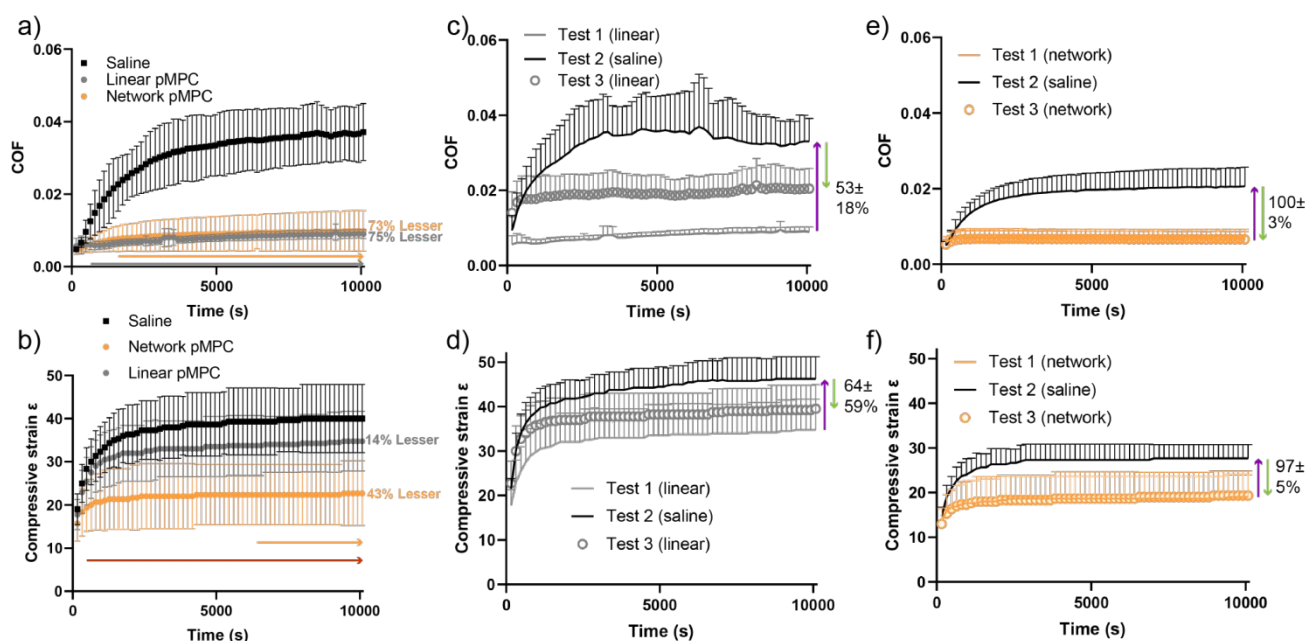 a)
0.06
0.04
0.02
0.00
COF
Saline
Linear pMPC
Network pMPC
73% Lesser
75% Lesser
0
5000
10000
Time (s)
c)
0.06
0.04
0.02
0.00
COF
Test 1 (linear)
Test 2 (saline)
Test 3 (linear)
53±
18%
0
5000
10000
Time (s)
e)
0.06
0.04
0.02
0.00
COF
Test 1 (network)
Test 2 (saline)
Test 3 (network)
100±
3%
0
5000
10000
Time (s)
b)
Saline
Network pMPC
Linear pMPC
50
40
30
20
10
0
Compressive strain ε
14% Lesser
43% Lesser
0
5000
10000
Time (s)
d)
50
40
30
20
10
0
Compressive strain ε
64±
59%
Test 1 (linear)
Test 2 (saline)
Test 3 (linear)
0
5000
10000
Time (s)
f)
50
40
30
20
10
0
Compressive strain ε
Test 1 (network)
Test 2 (saline)
Test 3 (network)
97±
5%
0
5000
10000
Time (s)